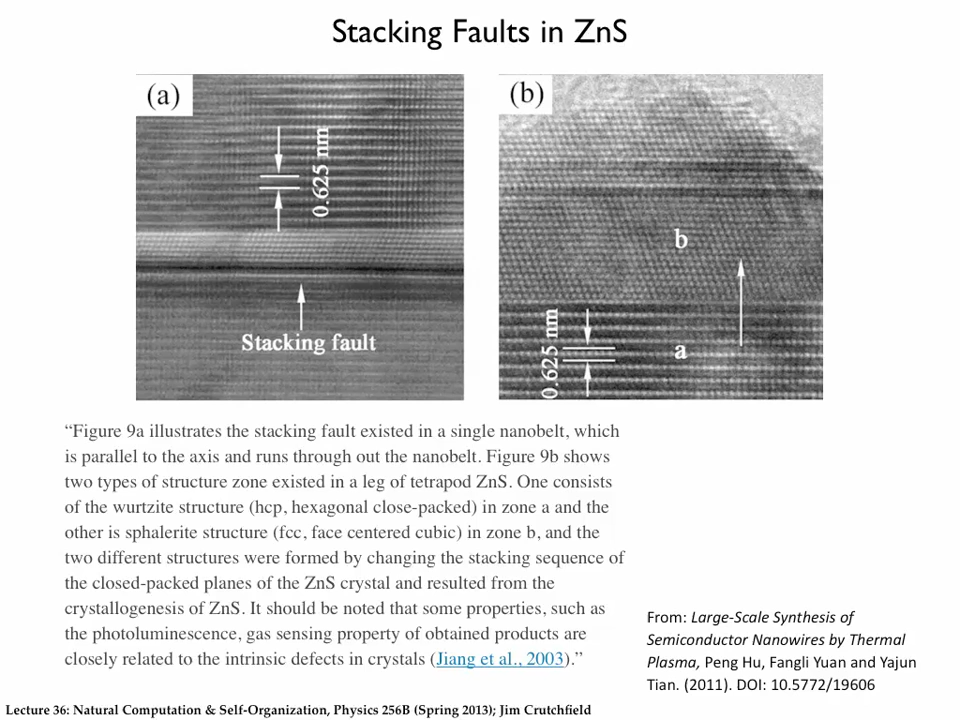 Stacking Faults in ZnS
(a)
0.625 nm
Stacking fault
(b)
b
a
0.625 nm
“Figure 9a illustrates the stacking fault existed in a single nanobelt, which
is parallel to the axis and runs through out the nanobelt. Figure 9b shows
two types of structure zone existed in a leg of tetrapod ZnS. One consists
of the wurtzite structure (hcp, hexagonal close-packed) in zone a and the
other is sphalerite structure (fcc, face centered cubic) in zone b, and the
two different structures were formed by changing the stacking sequence of
the closed-packed planes of the ZnS crystal and resulted from the
crystallogenesis of ZnS. It should be noted that some properties, such as
the photoluminescence, gas sensing property of obtained products are
closely related to the intrinsic defects in crystals (Jiang et al., 2003).”
From: Large-Scale Synthesis of
Semiconductor Nanowires by Thermal
Plasma, Peng Hu, Fangli Yuan and Yajun
Tian. (2011). DOI: 10.5772/19606
Lecture 36: Natural Computation & Self-Organization, Physics 256B (Spring 2013); Jim Crutchfield